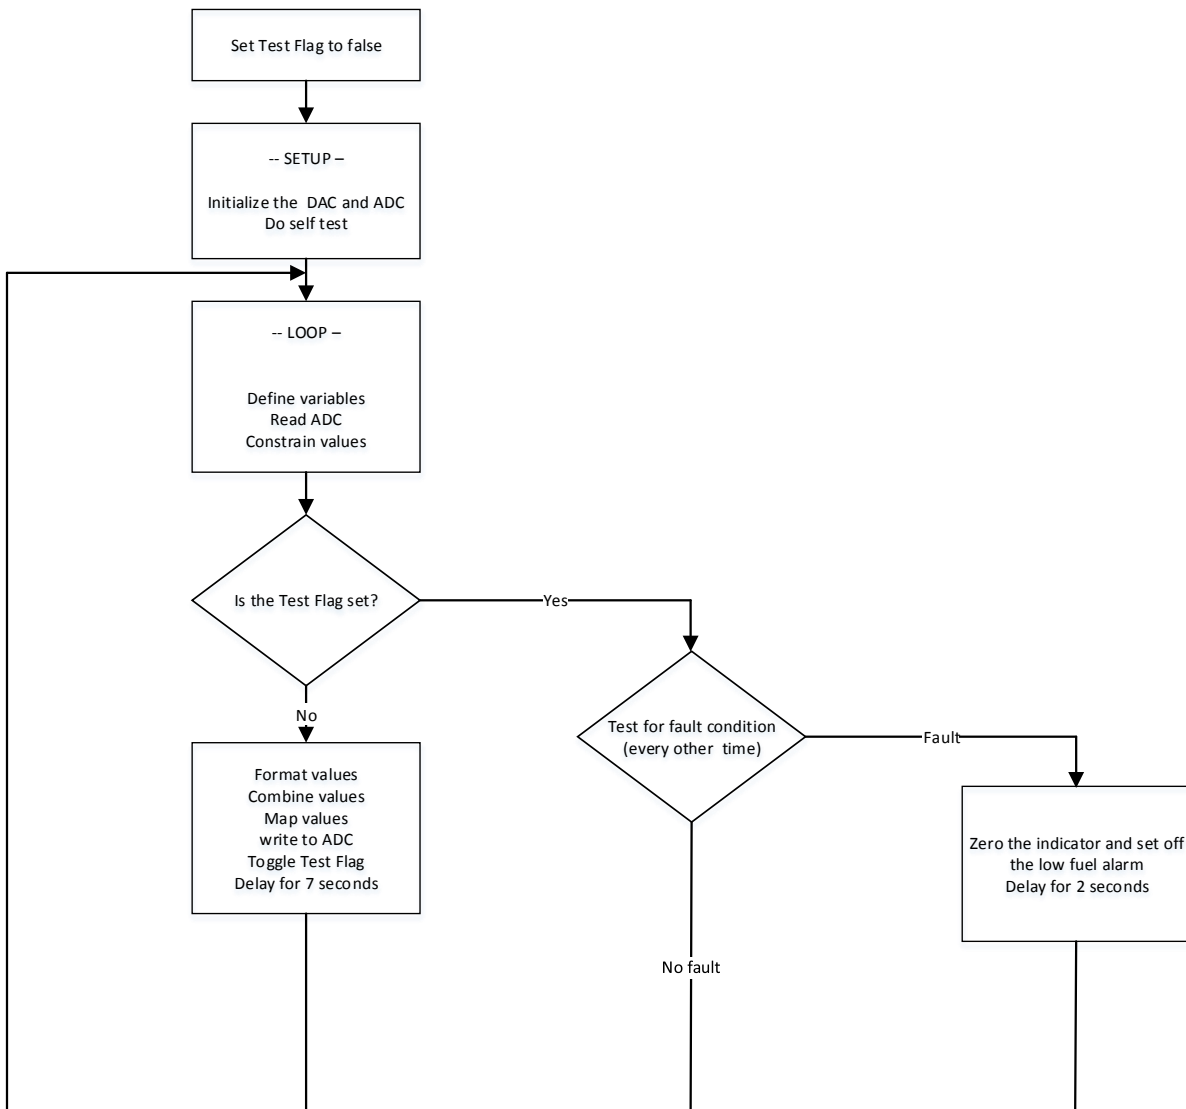 Set Test Flag to false
-- SETUP –
Initialize the  DAC and ADC
Do self test
-- LOOP –
Define variables
Read ADC
Constrain values
Is the Test Flag set?
Yes
No
Test for fault condition
(every other  time)
Fault
Format values
Combine values
Map values
write to ADC
Toggle Test Flag
Delay for 7 seconds
Zero the indicator and set off
the low fuel alarm
Delay for 2 seconds
No fault